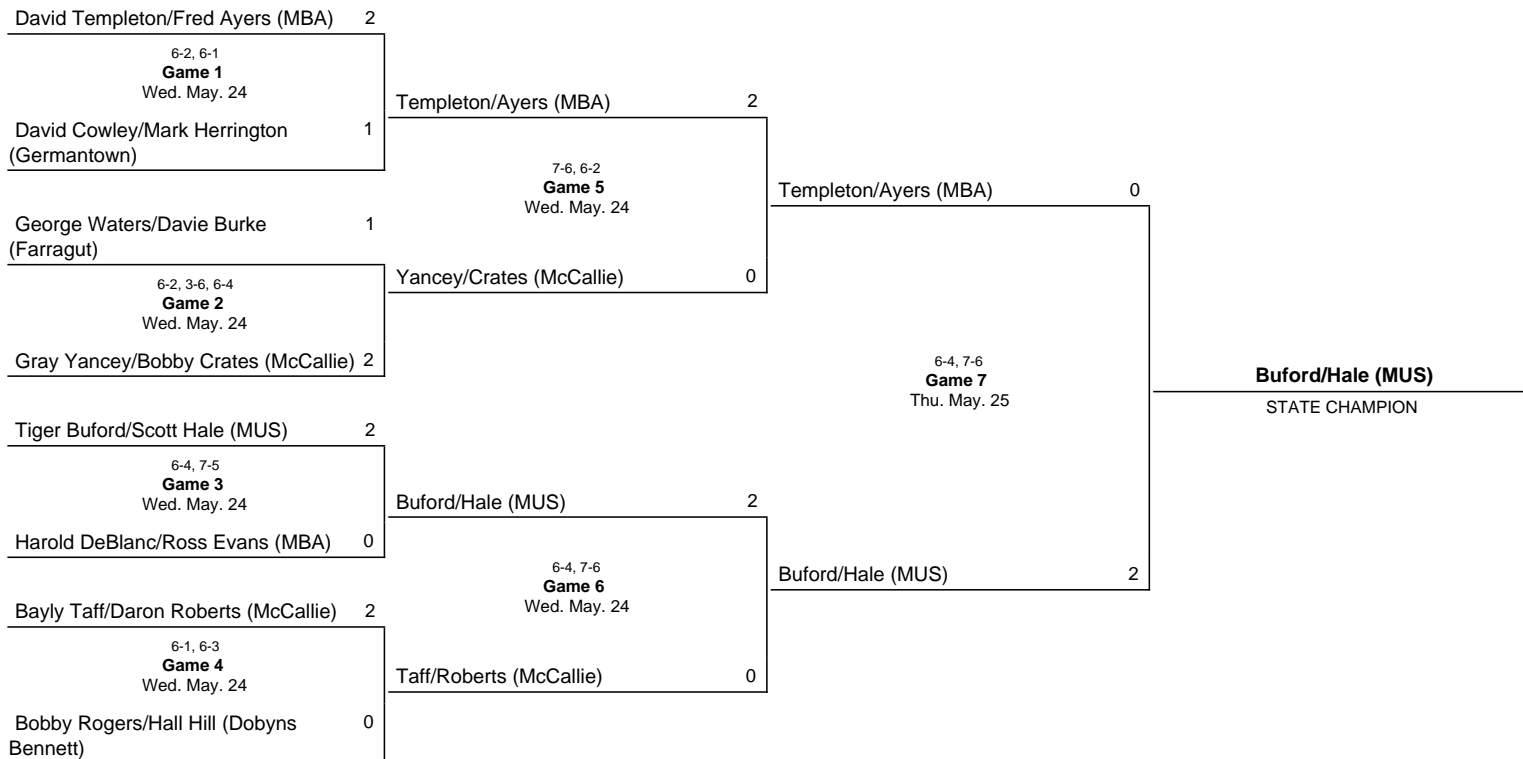 David Templeton/Fred Ayers (MBA) 2
6-2, 6-1
Game 1
Wed. May. 24
David Cowley/Mark Herrington 1
(Germantown)
George Waters/Davie Burke 1
(Farragut)
6-2, 3-6, 6-4
Game 2
Wed. May. 24
Gray Yancey/Bobby Crates (McCallie) 2
Tiger Buford/Scott Hale (MUS) 2
6-4, 7-5
Game 3
Wed. May. 24
Harold DeBlanc/Ross Evans (MBA) 0
Bayly Taff/Daron Roberts (McCallie) 2
6-1, 6-3
Game 4
Wed. May. 24
Bobby Rogers/Hall Hill (Dobyns 0
Bennett)
Templeton/Ayers (MBA) 2
7-6, 6-2
Game 5
Wed. May. 24
Yancey/Crates (McCallie) 0
Buford/Hale (MUS) 2
6-4, 7-6
Game 6
Wed. May. 24
Taff/Roberts (McCallie) 0
Templeton/Ayers (MBA) 0
6-4, 7-6
Game 7
Thu. May. 25
Buford/Hale (MUS) 2
Buford/Hale (MUS)
STATE CHAMPION